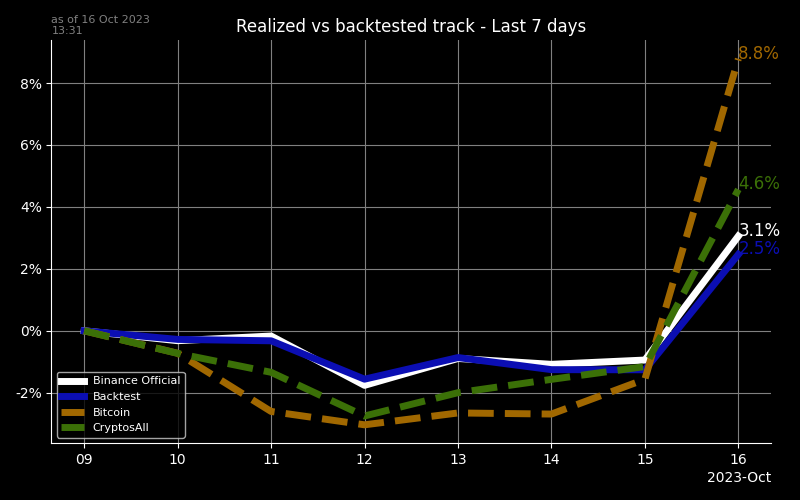 as of 16 Oct 2023
13:31
Realized vs backtested track - Last 7 days
8%
6%
4%
2%
0%
-2%
8.8%
4.6%
3.1%
2.5%
Binance Official
Backtest
Bitcoin
CryptosAll
09
10
11
12
13
14
15
16
2023-Oct